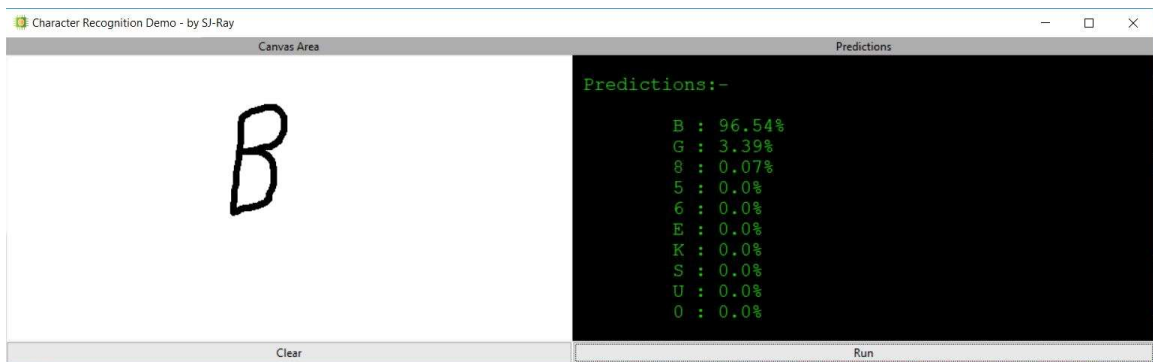 Character Recognition Demo - by SJ-Ray
Canvas Area
Predictions
B
Predictions:-
B : 96.54%
G : 3.39%
8 : 0.07%
5 : 0.0%
6 : 0.0%
E : 0.0%
K : 0.0%
S : 0.0%
U : 0.0%
0 : 0.0%
Clear
Run